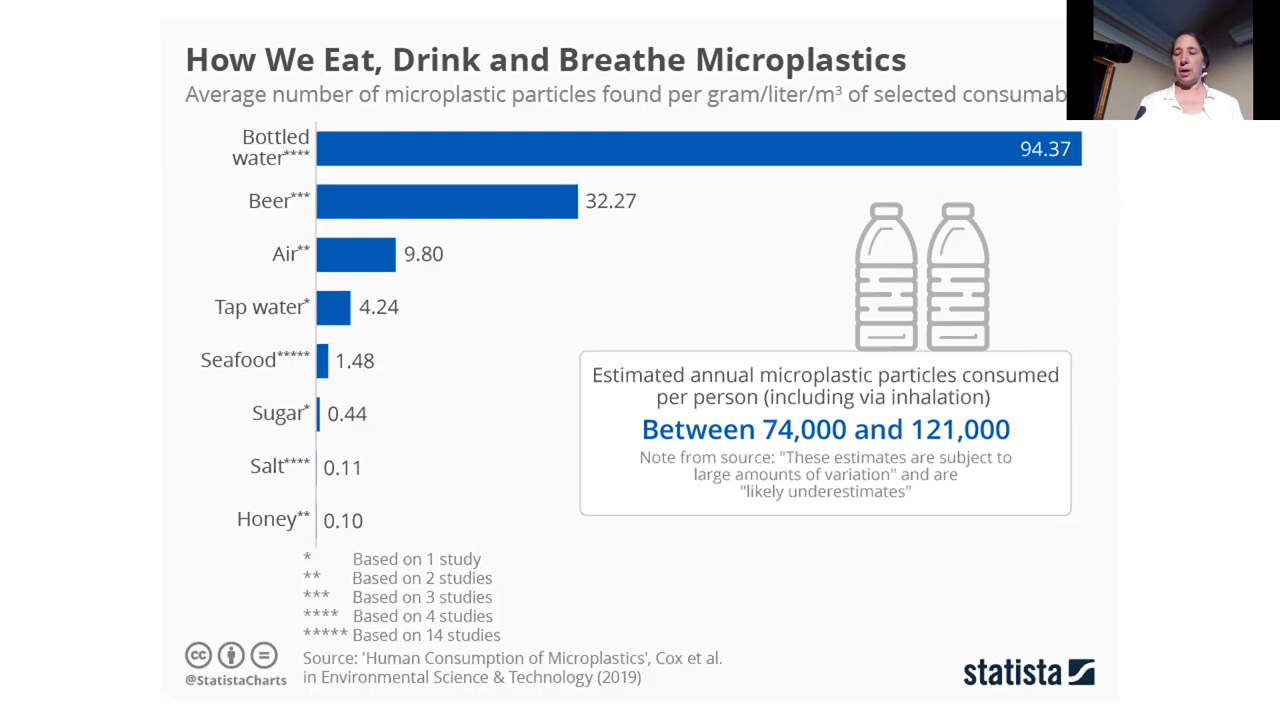 How We Eat, Drink and Breathe Microplastics
Average number of microplastic particles found per gram/liter/m³ of selected consumab
Bottled
water****
94.37
Beer***
32.27
Air**
9.80
Tap water*
4.24
Seafood*****
1.48
Sugar*
0.44
Salt****
0.11
Honey**
0.10
Estimated annual microplastic particles consumed
per person (including via inhalation)
Between 74,000 and 121,000
Note from source: "These estimates are subject to
large amounts of variation" and are
"likely underestimates"
* Based on 1 study
** Based on 2 studies
*** Based on 3 studies
**** Based on 4 studies
***** Based on 14 studies
cc
@StatistaCharts
Source: 'Human Consumption of Microplastics', Cox et al.
in Environmental Science & Technology (2019)
statista